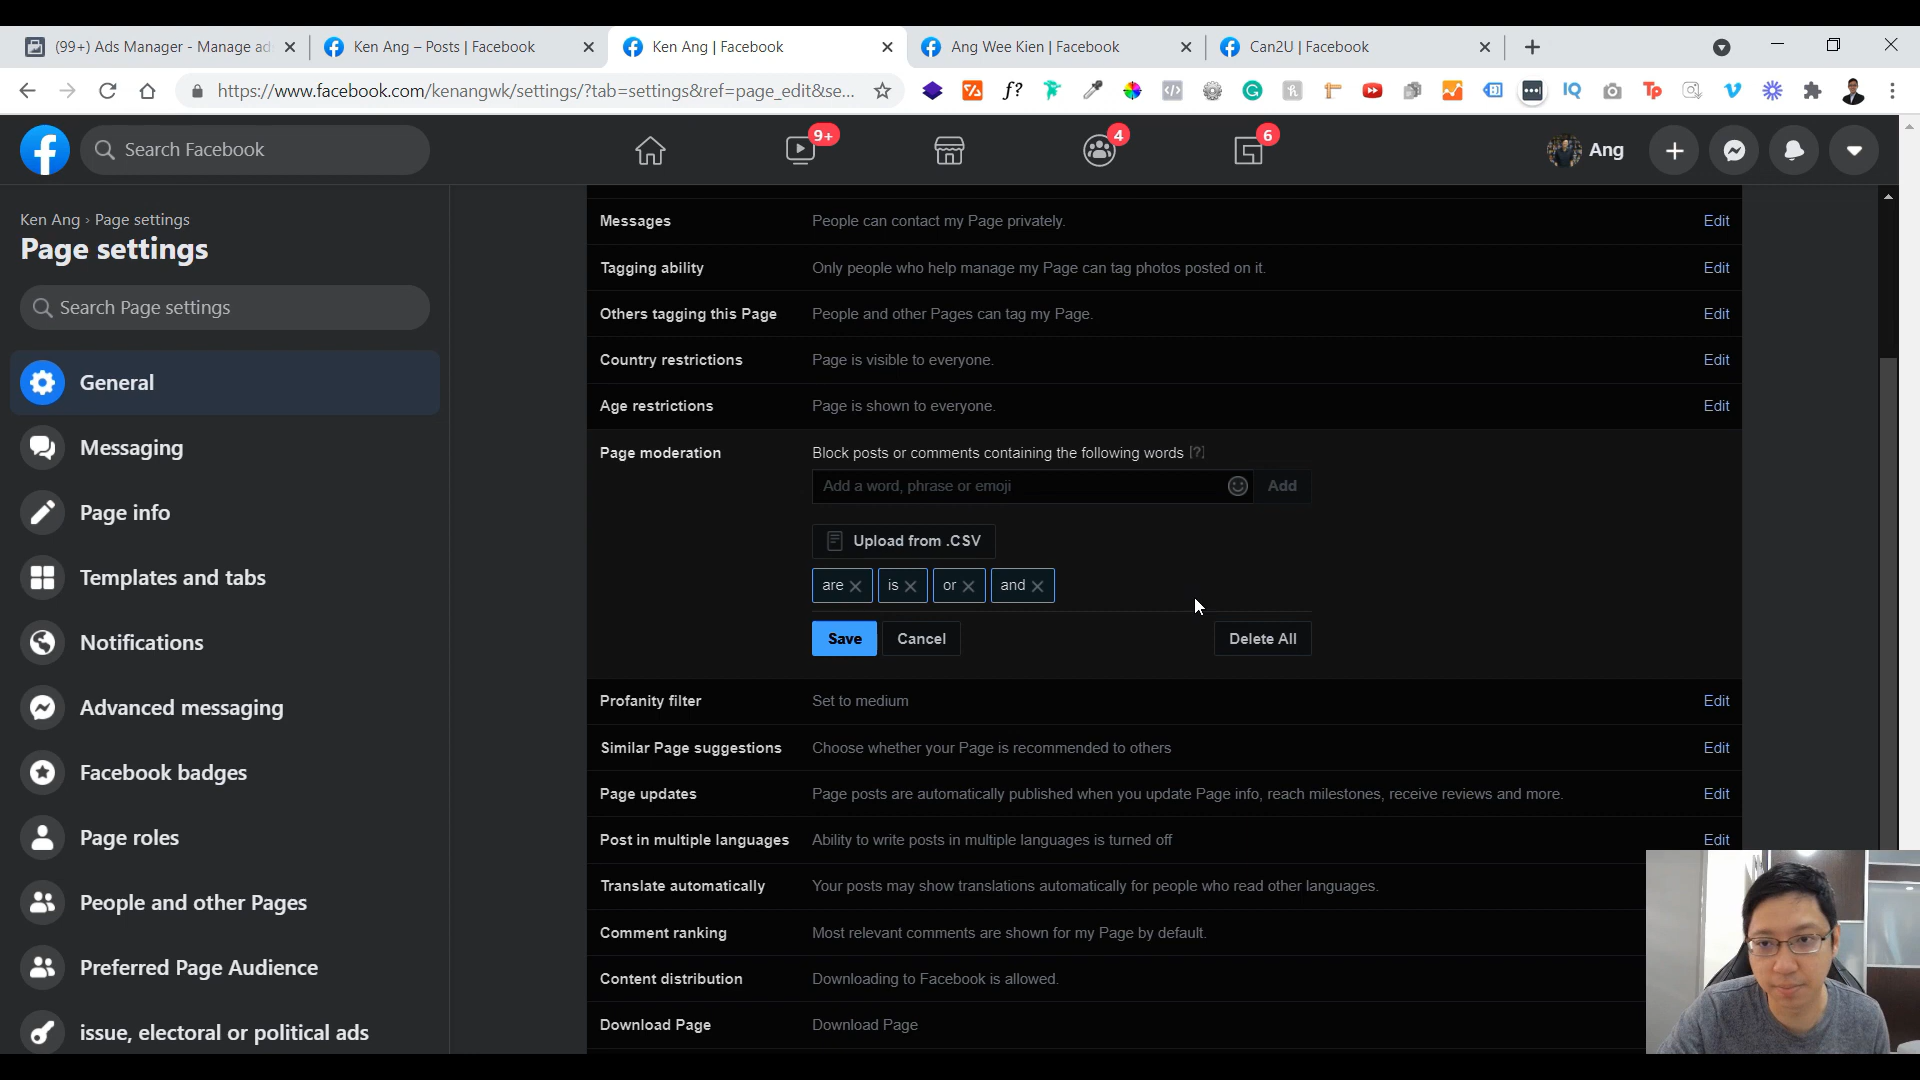 (99+) Ads Manager - Manage ad
Ken Ang – Posts | Facebook
Ken Ang | Facebook
Ang Wee Kien | Facebook
Can2U | Facebook
https://www.facebook.com/kenangwk/settings/?tab=settings&ref=page_edit&se...
Search Facebook
9+
4
6
Ang
Ken Ang › Page settings
Page settings
Search Page settings
General
Messaging
Page info
Templates and tabs
Notifications
Advanced messaging
Facebook badges
Page roles
People and other Pages
Preferred Page Audience
issue, electoral or political ads
Messages People can contact my Page privately. Edit
Tagging ability Only people who help manage my Page can tag photos posted on it. Edit
Others tagging this Page People and other Pages can tag my Page. Edit
Country restrictions Page is visible to everyone. Edit
Age restrictions Page is shown to everyone. Edit
Page moderation Block posts or comments containing the following words [?]
Add a word, phrase or emoji Add
Upload from .CSV
are is or and
Save Cancel Delete All
Profanity filter Set to medium Edit
Similar Page suggestions Choose whether your Page is recommended to others Edit
Page updates Page posts are automatically published when you update Page info, reach milestones, receive reviews and more. Edit
Post in multiple languages Ability to write posts in multiple languages is turned off Edit
Translate automatically Your posts may show translations automatically for people who read other languages.
Comment ranking Most relevant comments are shown for my Page by default.
Content distribution Downloading to Facebook is allowed.
Download Page Download Page